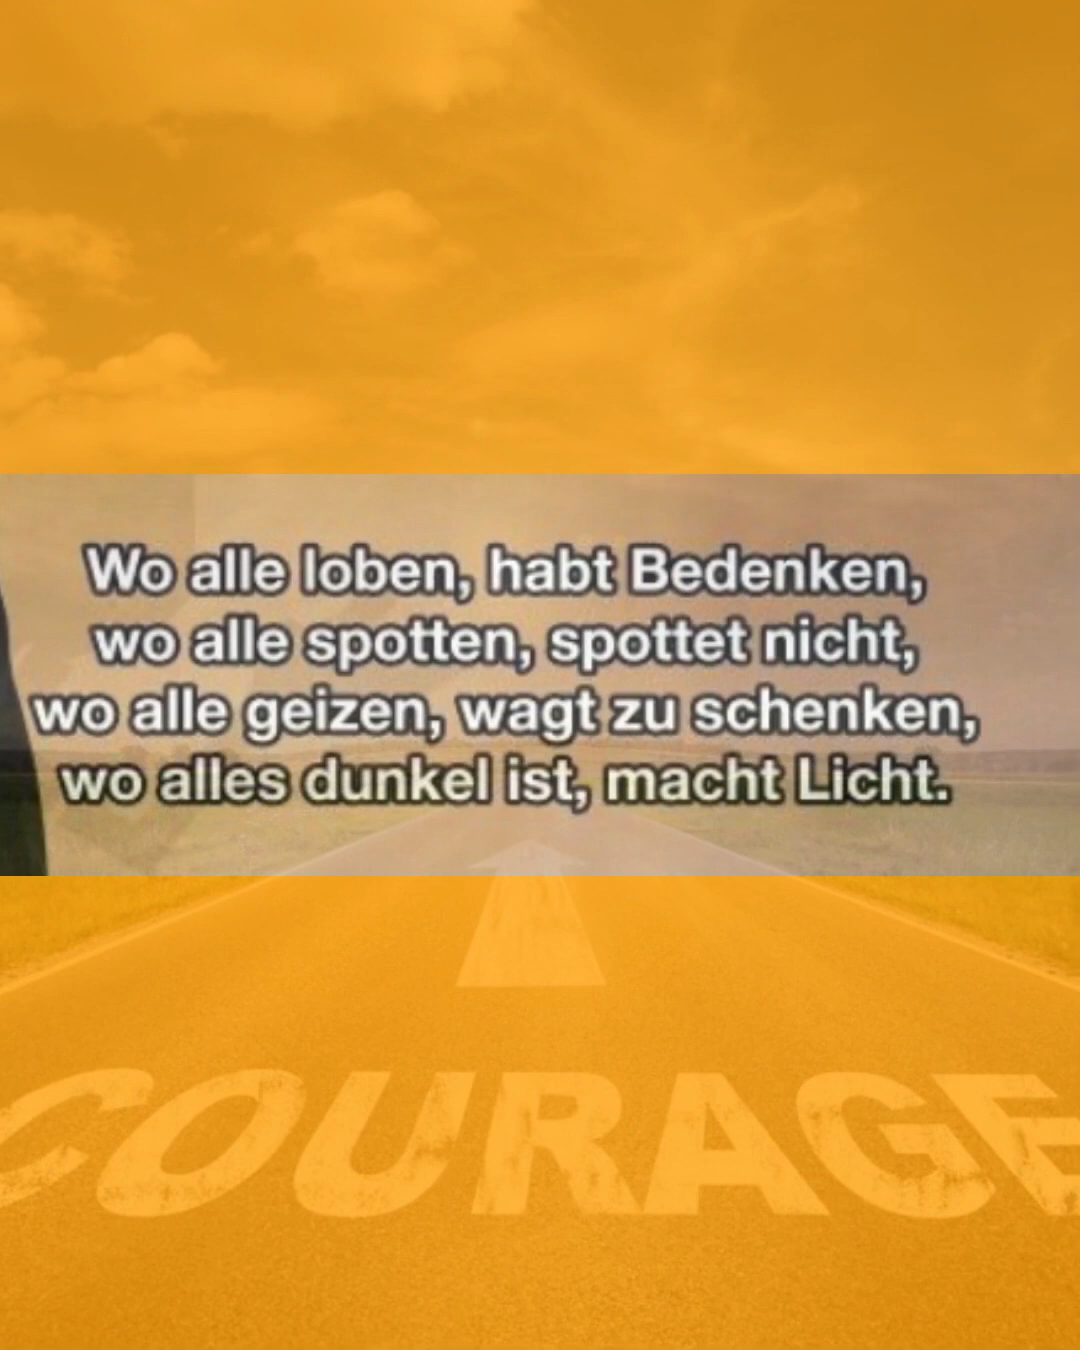 Wo alle loben, habt Bedenken,
wo alle spotten, spottet nicht,
wo alle geizen, wagt zu schenken,
wo alles dunkel ist, macht Licht.
COURAGE